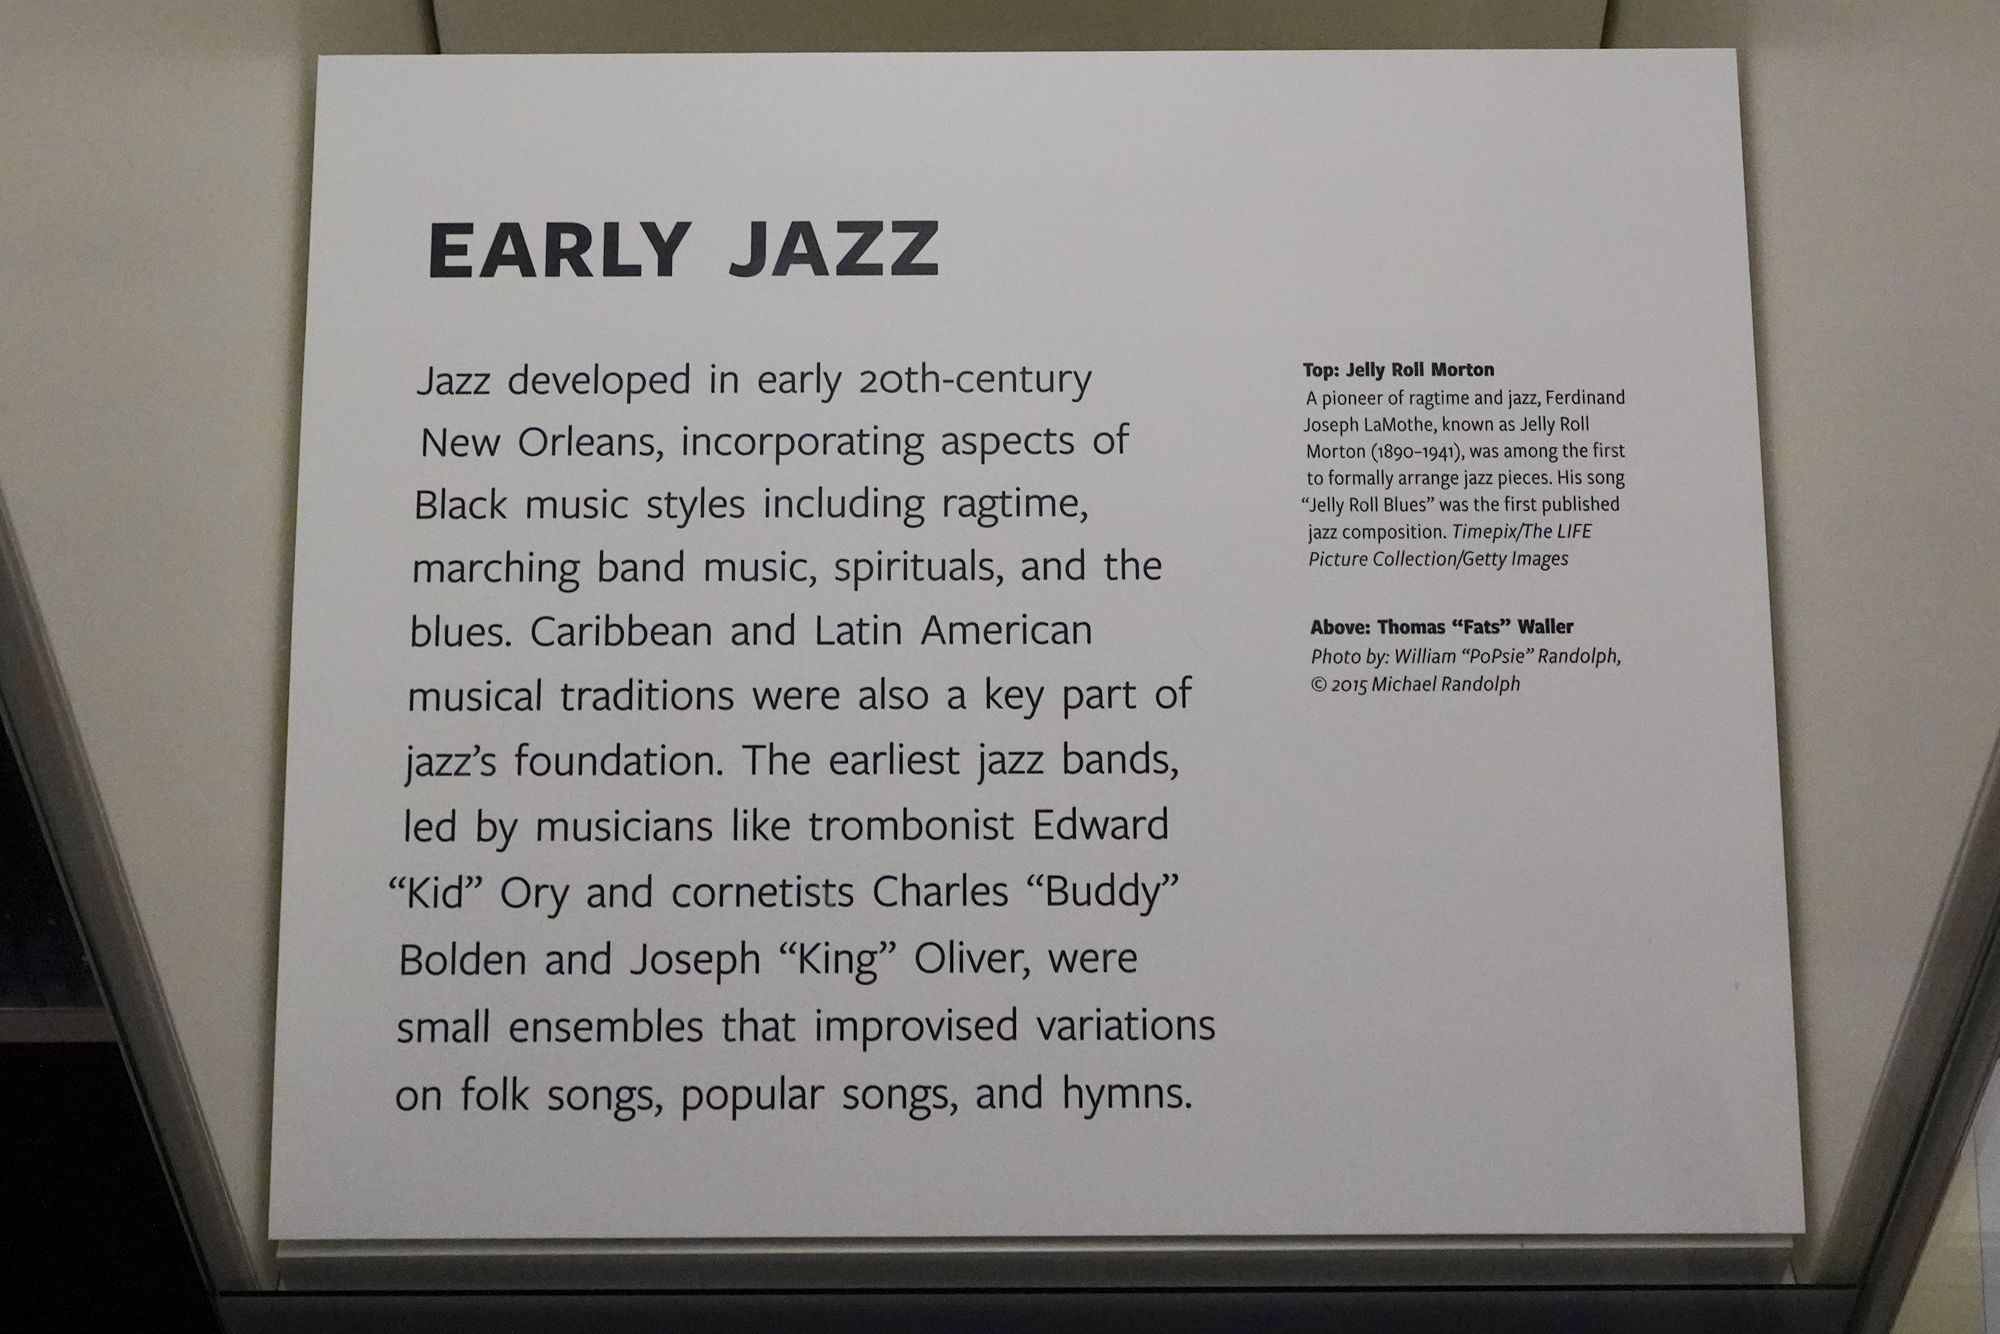 EARLY JAZZ
Jazz developed in early 20th-century
New Orleans, incorporating aspects of
Black music styles including ragtime,
marching band music, spirituals, and the
blues. Caribbean and Latin American
musical traditions were also a key part of
jazz’s foundation. The earliest jazz bands,
led by musicians like trombonist Edward
“Kid” Ory and cornetists Charles “Buddy”
Bolden and Joseph “King” Oliver, were
small ensembles that improvised variations
on folk songs, popular songs, and hymns.
Top: Jelly Roll Morton
A pioneer of ragtime and jazz, Ferdinand
Joseph LaMothe, known as Jelly Roll
Morton (1890–1941), was among the first
to formally arrange jazz pieces. His song
“Jelly Roll Blues” was the first published
jazz composition. Timepix/The LIFE
Picture Collection/Getty Images
Above: Thomas “Fats” Waller
Photo by: William “PoPsie” Randolph,
© 2015 Michael Randolph